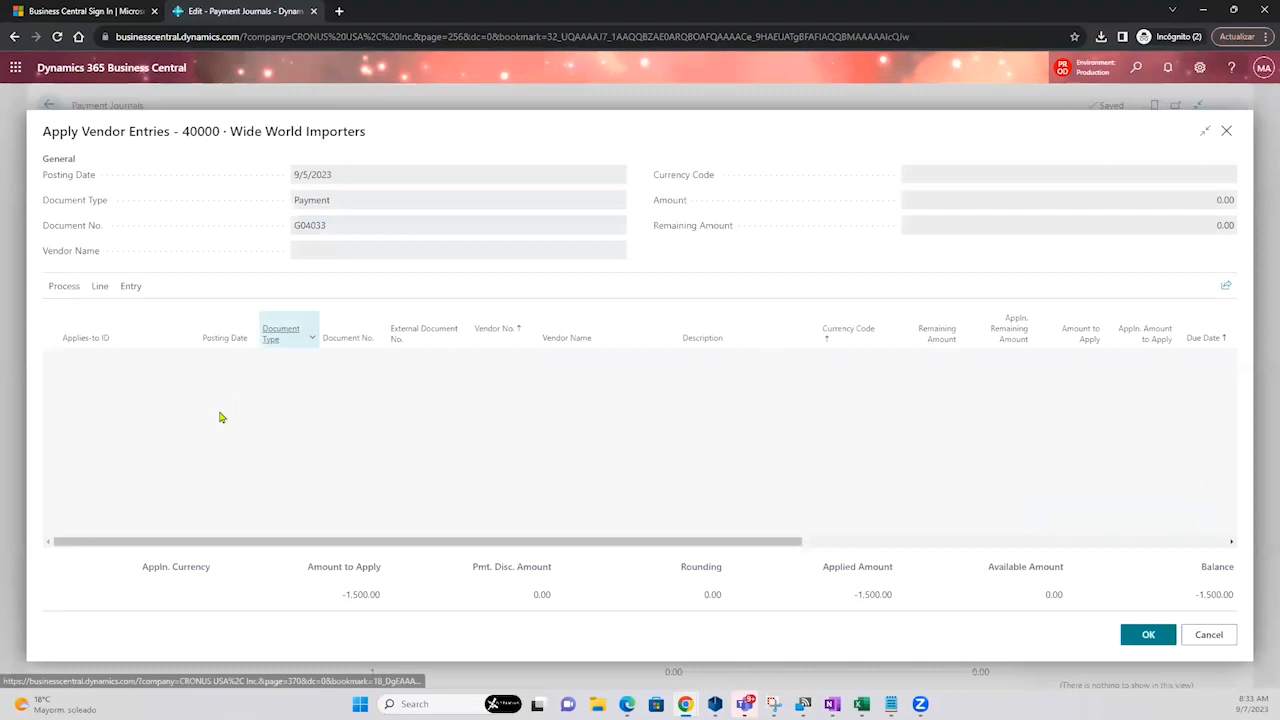 Business Central Sign In | Micros
Edit - Payment Journals - Dynam
businesscentral.dynamics.com/?company=CRONUS%20USA%2C%20Inc.&page=256&dc=0&bookmark=
Incógnito (2)
Actualizar
Dynamics 365 Business Central
PROD
Environment: Production
MA
Payment Journals
Saved
Apply Vendor Entries - 40000 · Wide World Importers
General
Posting Date 9/5/2023 Currency Code
Document Type Payment Amount 0.00
Document No. G04033 Remaining Amount 0.00
Vendor Name
Process Line Entry
Applies-to ID Posting Date Document Type Document No. External Document No. Vendor No. ↑ Vendor Name Description Currency Code ↑ Remaining Amount Appln. Remaining Amount Amount to Apply Appln. Amount to Apply Due Date ↑
Appln. Currency Amount to Apply Pmt. Disc. Amount Rounding Applied Amount Available Amount Balance
-1,500.00 0.00 0.00 -1,500.00 0.00 -1,500.00
OK Cancel
1 0.00 0.00
https://businesscentral.dynamics.com/?company=CRONUS USA%2C Inc.&page=370&dc=0&bookmark=1B_DgEAAA...
(There is nothing to show in this view)
18°C
Mayorm. soleado
Search
8:33 AM
9/7/2023